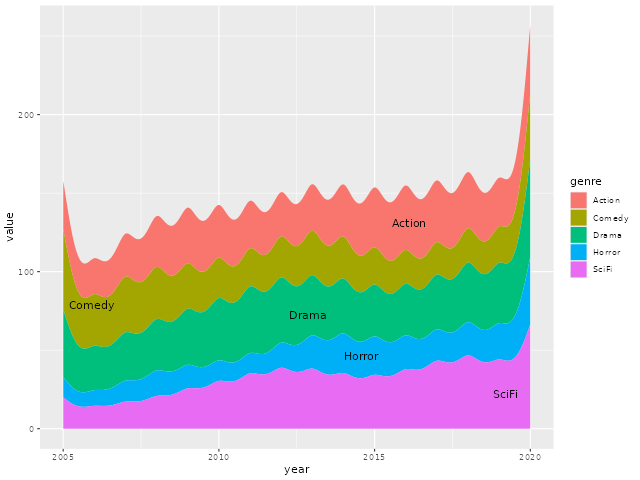 200
100
0
value
2005
2010
2015
2020
year
Action
Comedy
Drama
Horror
SciFi
genre
Action
Comedy
Drama
Horror
SciFi